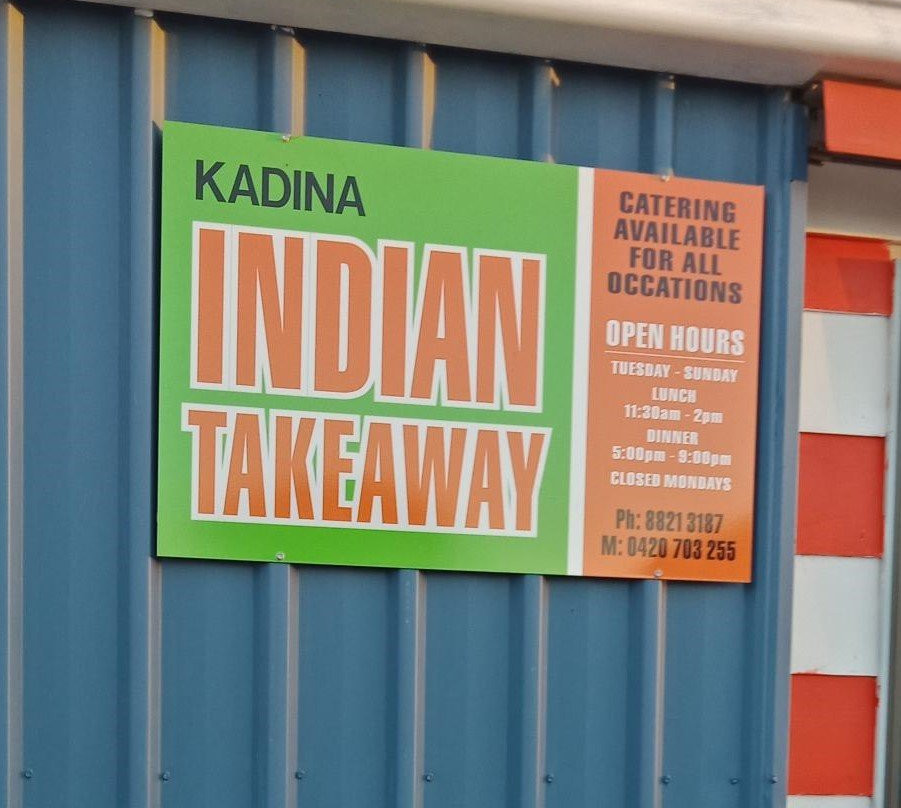 KADINA
INDIAN
TAKEAWAY
CATERING
AVAILABLE
FOR ALL
OCCATIONS
OPEN HOURS
TUESDAY - SUNDAY
LUNCH
11:30am - 2pm
DINNER
5:00pm - 9:00pm
CLOSED MONDAYS
Ph: 8821 3187
M: 0420 703 255